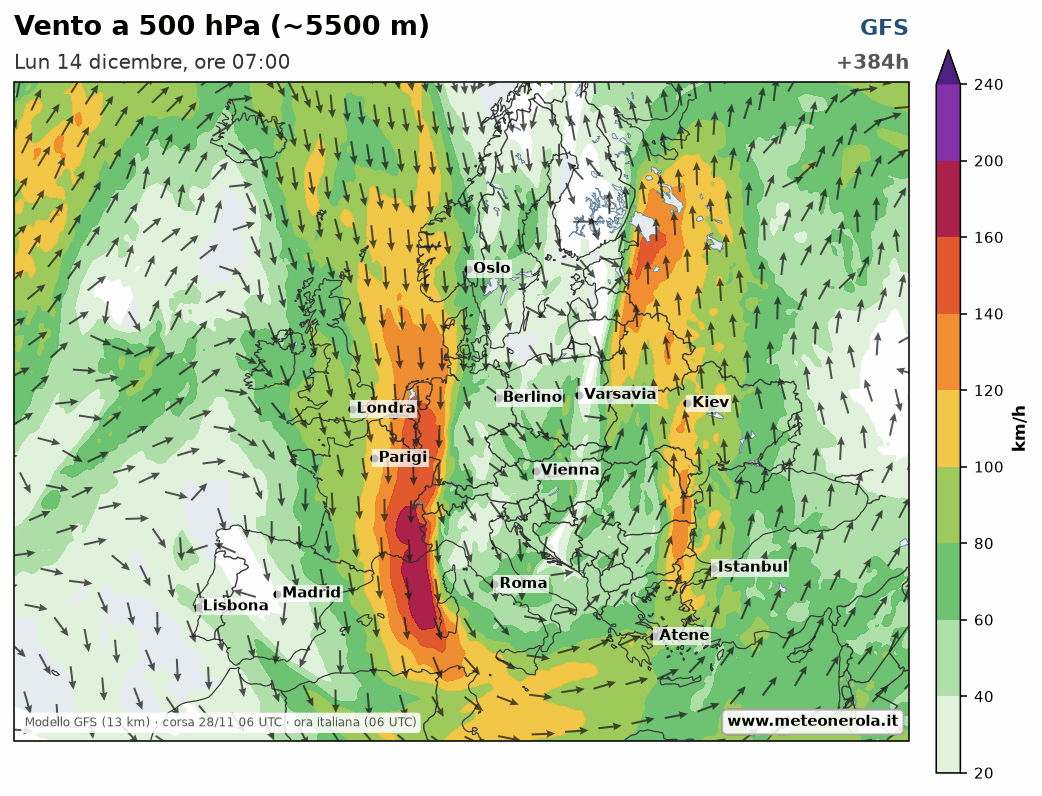 Vento a 500 hPa (~5500 m)
GFS
Lun 14 dicembre, ore 07:00
+384h
240
200
160
140
120
100
80
60
40
20
km/h
Oslo
Londra
Berlino
Varsavia
Kiev
Parigi
Vienna
Istanbul
Roma
Madrid
Lisbona
Atene
Modello GFS (13 km) · corsa 28/11 06 UTC · ora italiana (06 UTC)
www.meteonerola.it